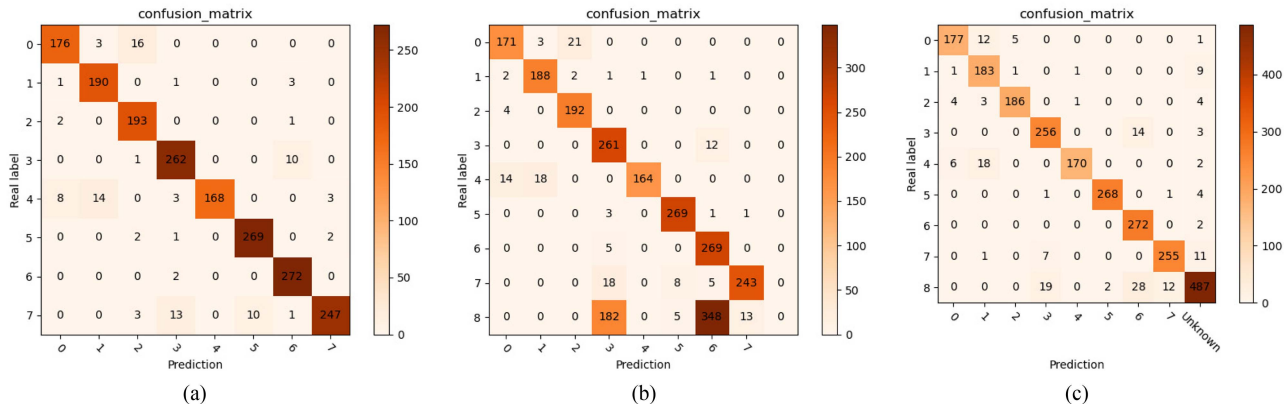 confusion_matrix
0 176 3 16 0 0 0 0 0
1 1 190 0 1 0 0 3 0
2 2 0 193 0 0 0 1 0
3 0 0 1 262 0 0 10 0
4 8 14 0 3 168 0 0 3
5 0 0 2 1 0 269 0 2
6 0 0 0 2 0 0 272 0
7 0 0 3 13 0 10 1 247
0 1 2 3 4 5 6 7
Real label
Prediction
250
200
150
100
50
0
(a)
confusion_matrix
0 171 3 21 0 0 0 0 0 0
1 2 188 2 1 1 0 1 0 0
2 4 0 192 0 0 0 0 0 0
3 0 0 0 261 0 0 12 0 0
4 14 18 0 0 164 0 0 0 0
5 0 0 0 3 0 269 1 1 0
6 0 0 0 5 0 0 269 0 0
7 0 0 0 18 0 8 5 243 0
8 0 0 0 182 0 5 348 13 0
0 1 2 3 4 5 6 7
Real label
Prediction
300
250
200
150
100
50
0
(b)
confusion_matrix
0 177 12 5 0 0 0 0 0 1
1 1 183 1 0 1 0 0 0 9
2 4 3 186 0 1 0 0 0 4
3 0 0 0 256 0 0 14 0 3
4 6 18 0 0 170 0 0 0 2
5 0 0 0 1 0 268 0 1 4
6 0 0 0 0 0 0 272 0 2
7 0 1 0 7 0 0 0 255 11
8 0 0 0 19 0 2 28 12 487
0 1 2 3 4 5 6 7 Unknown
Real label
Prediction
400
300
200
100
0
(c)